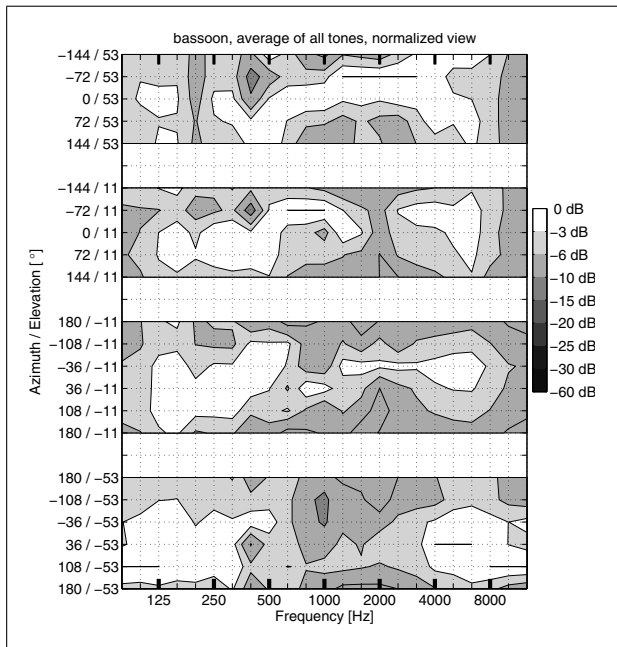 bassoon, average of all tones, normalized view
−144 / 53
−72 / 53
0 / 53
72 / 53
144 / 53
−144 / 11
−72 / 11
0 / 11
72 / 11
144 / 11
180 / −11
−108 / −11
−36 / −11
36 / −11
108 / −11
180 / −11
180 / −53
−108 / −53
−36 / −53
36 / −53
108 / −53
180 / −53
Azimuth / Elevation [ °]
125 250 500 1000 2000 4000 8000
Frequency [Hz]
0 dB
−3 dB
−6 dB
−10 dB
−15 dB
−20 dB
−25 dB
−30 dB
−60 dB